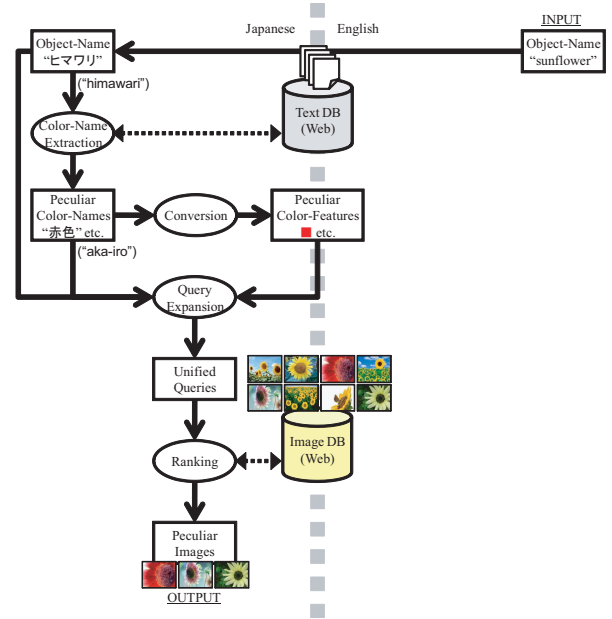 Japanese
English
INPUT
Object-Name
“ヒマワリ”
Object-Name
“sunflower”
(“himawari”)
Color-Name
Extraction
Text DB
(Web)
Peculiar
Color-Names
“赤色” etc.
Conversion
Peculiar
Color-Features
etc.
(“aka-iro”)
Query
Expansion
Unified
Queries
Image DB
(Web)
Ranking
Peculiar
Images
OUTPUT